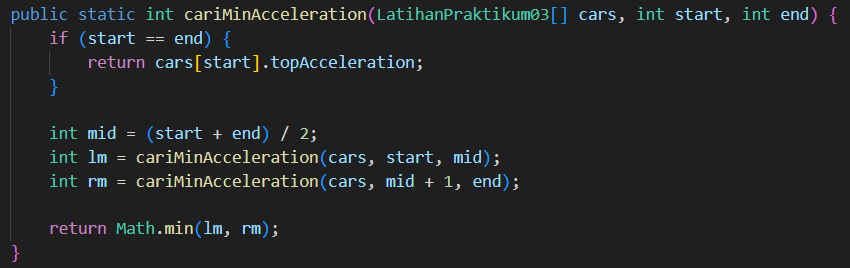 public static int cariMinAcceleration(LatihanPraktikum03[] cars, int start, int end) {
    if (start == end) {
        return cars[start].topAcceleration;
    }

    int mid = (start + end) / 2;
    int lm = cariMinAcceleration(cars, start, mid);
    int rm = cariMinAcceleration(cars, mid + 1, end);

    return Math.min(lm, rm);
}